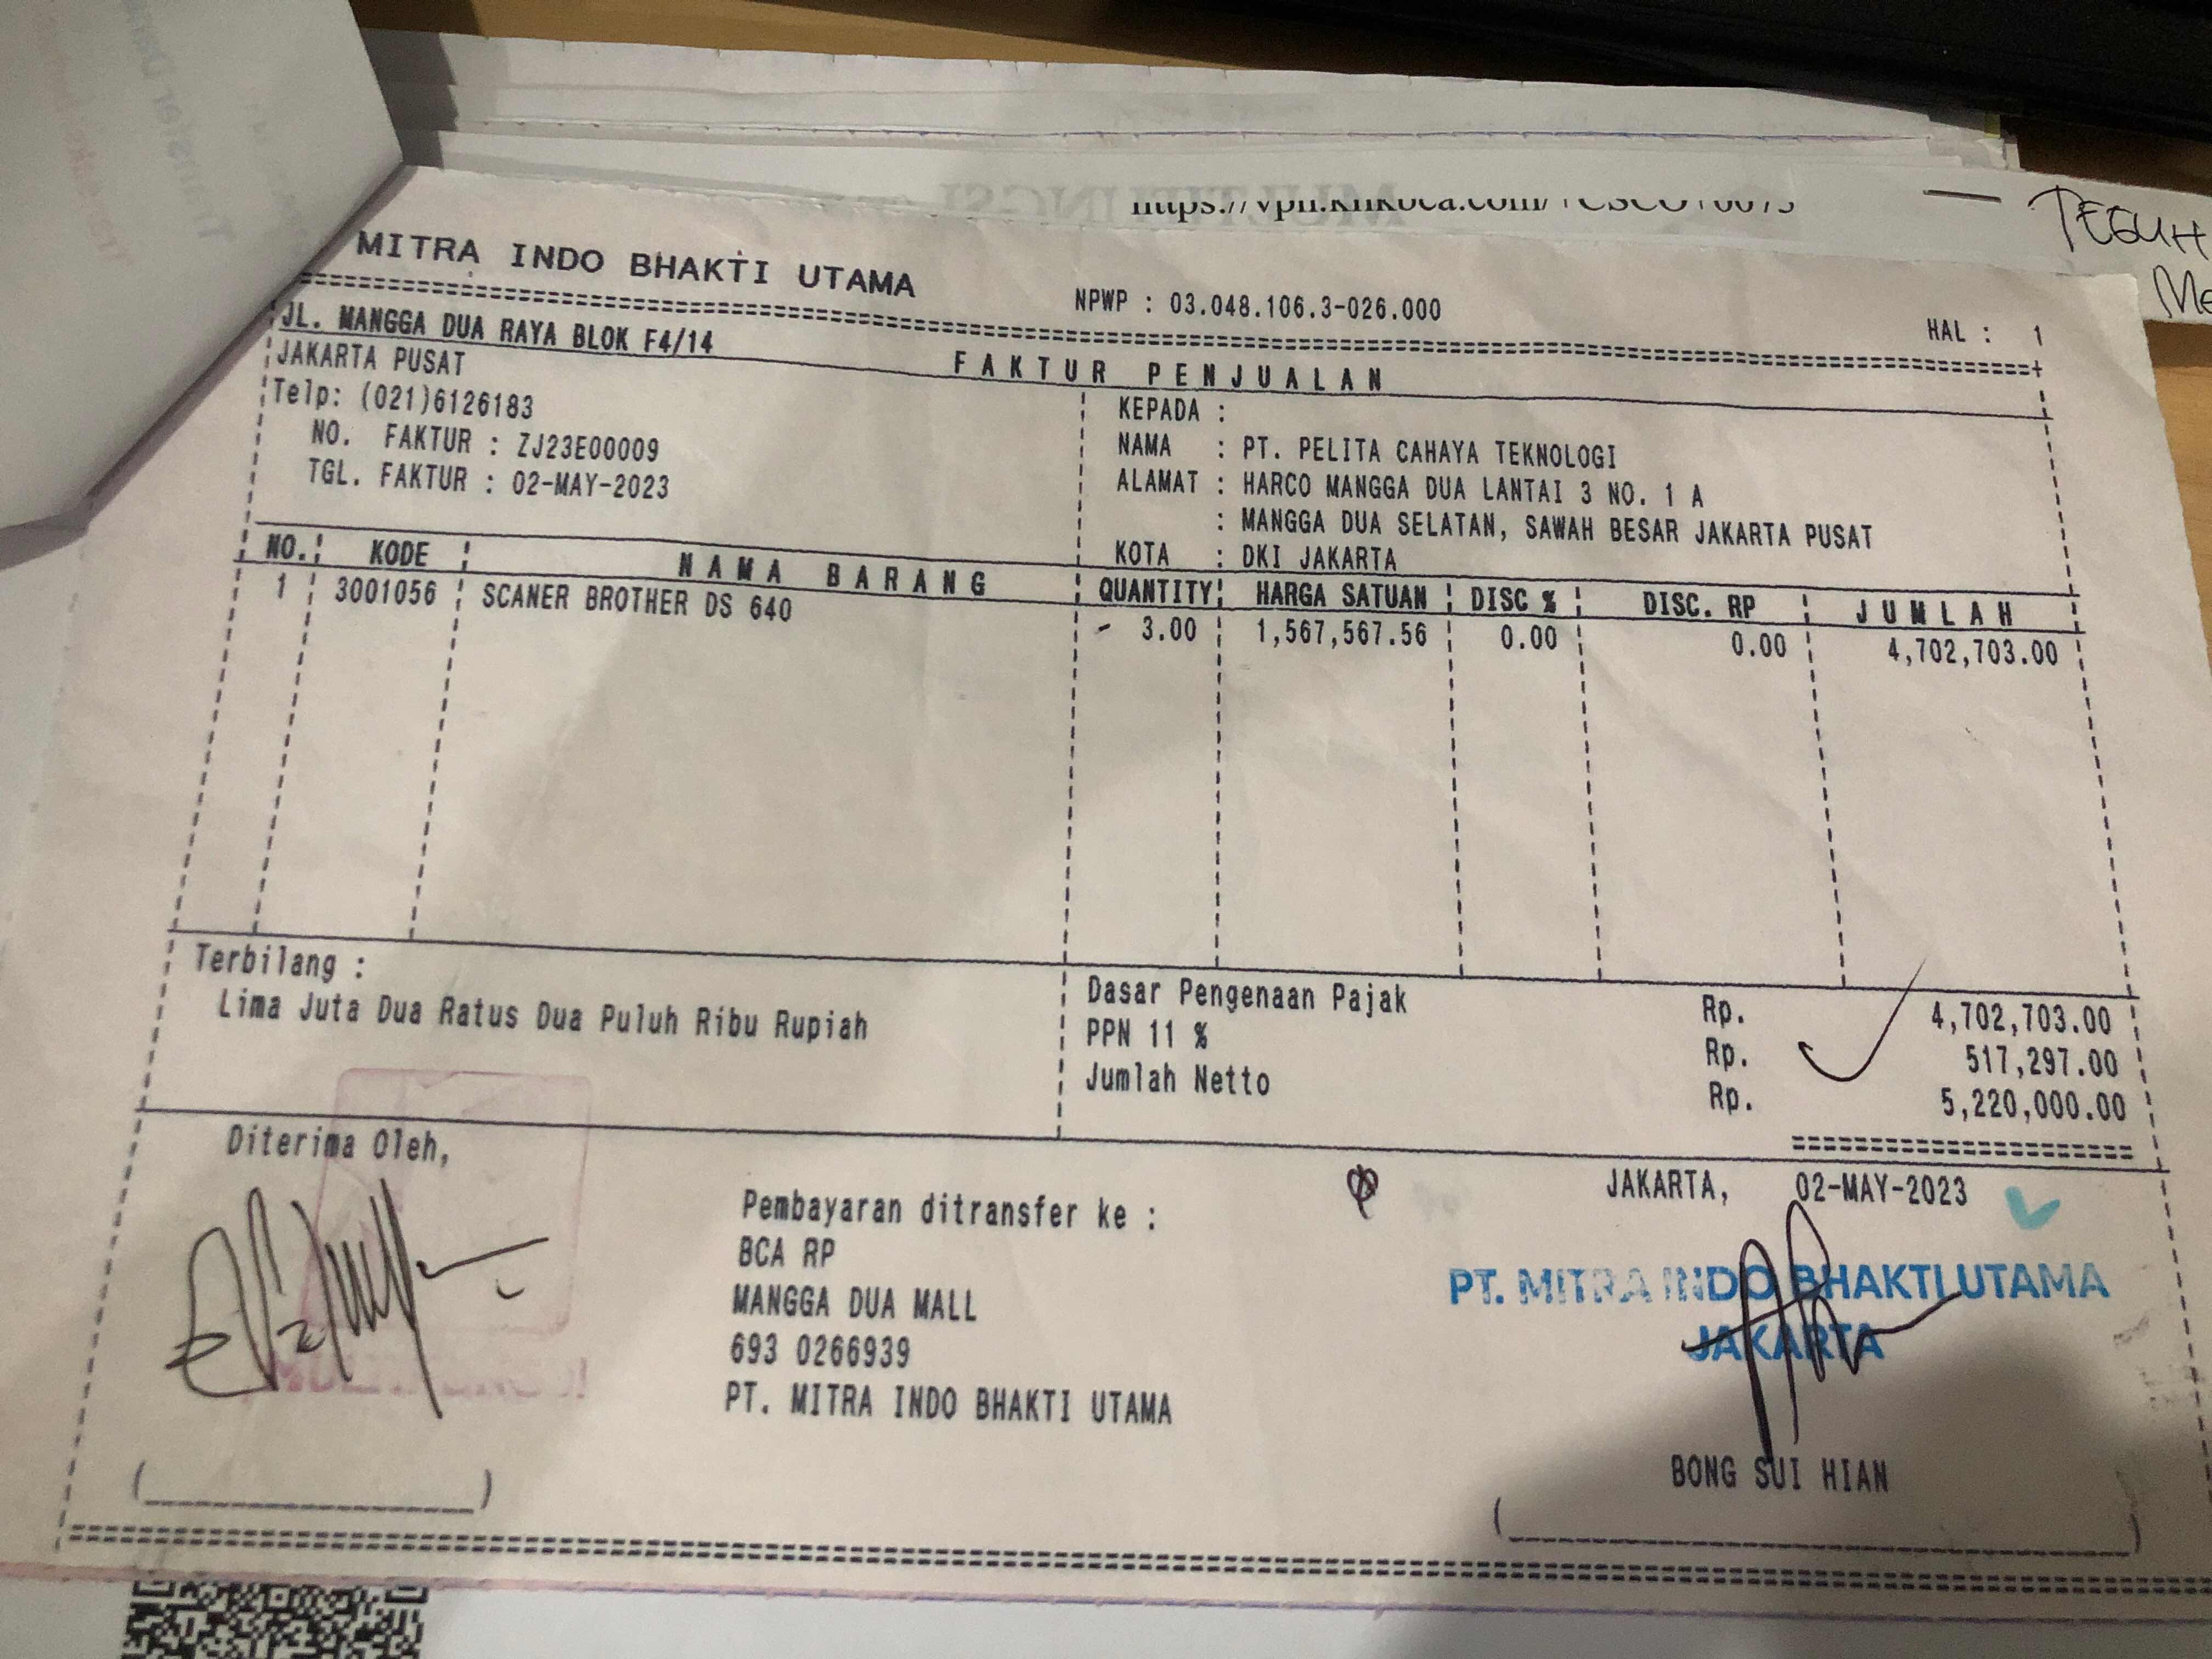 MITRA INDO BHAKTI UTAMA
NPWP : 03.048.106.3-026.000
HAL : 1
JL. MANGGA DUA RAYA BLOK F4/14
JAKARTA PUSAT
Telp: (021)6126183
NO. FAKTUR : ZJ23E00009
TGL. FAKTUR : 02-MAY-2023
FAKTUR PENJUALAN
KEPADA :
NAMA : PT. PELITA CAHAYA TEKNOLOGI
ALAMAT : HARCO MANGGA DUA LANTAI 3 NO. 1 A
: MANGGA DUA SELATAN, SAWAH BESAR JAKARTA PUSAT
KOTA : DKI JAKARTA
NO. KODE NAMA BARANG QUANTITY HARGA SATUAN DISC % DISC. RP JUMLAH
1 3001056 SCANER BROTHER DS 640 3.00 1,567,567.56 0.00 0.00 4,702,703.00
Terbilang :
Lima Juta Dua Ratus Dua Puluh Ribu Rupiah
Dasar Pengenaan Pajak Rp. 4,702,703.00
PPN 11 % Rp. 517,297.00
Jumlah Netto Rp. 5,220,000.00
Diterima Oleh,
Pembayaran ditransfer ke :
BCA RP
MANGGA DUA MALL
693 0266939
PT. MITRA INDO BHAKTI UTAMA
JAKARTA, 02-MAY-2023
PT. MITRA INDO BHAKTI UTAMA
JAKARTA
BONG SUI HIAN
TEGUH